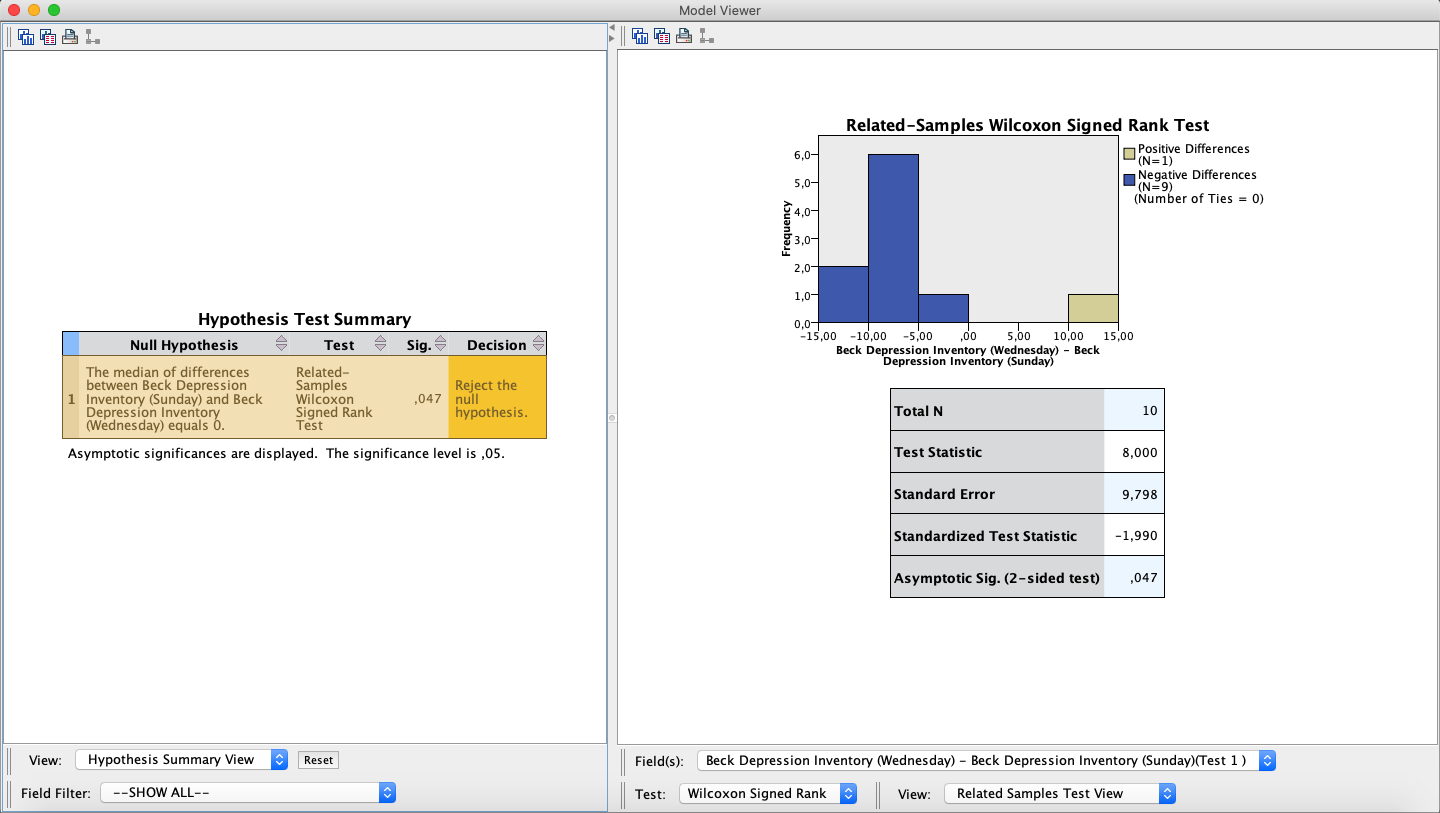 Model Viewer
Hypothesis Test Summary
Null Hypothesis Test Sig. Decision
1 The median of differences between Beck Depression Inventory (Sunday) and Beck Depression Inventory (Wednesday) equals 0. Related-Samples Wilcoxon Signed Rank Test ,047 Reject the null hypothesis.
Asymptotic significances are displayed. The significance level is ,05.
View: Hypothesis Summary View Reset
Field Filter: --SHOW ALL--
Related-Samples Wilcoxon Signed Rank Test
Positive Differences
(N=1)
Negative Differences
(N=9)
(Number of Ties = 0)
Frequency
6,0
5,0
4,0
3,0
2,0
1,0
0,0
-15,00 -10,00 -5,00 ,00 5,00 10,00 15,00
Beck Depression Inventory (Wednesday) - Beck
Depression Inventory (Sunday)
Total N 10
Test Statistic 8,000
Standard Error 9,798
Standardized Test Statistic -1,990
Asymptotic Sig. (2-sided test) ,047
Field(s): Beck Depression Inventory (Wednesday) - Beck Depression Inventory (Sunday)(Test 1 )
Test: Wilcoxon Signed Rank View: Related Samples Test View